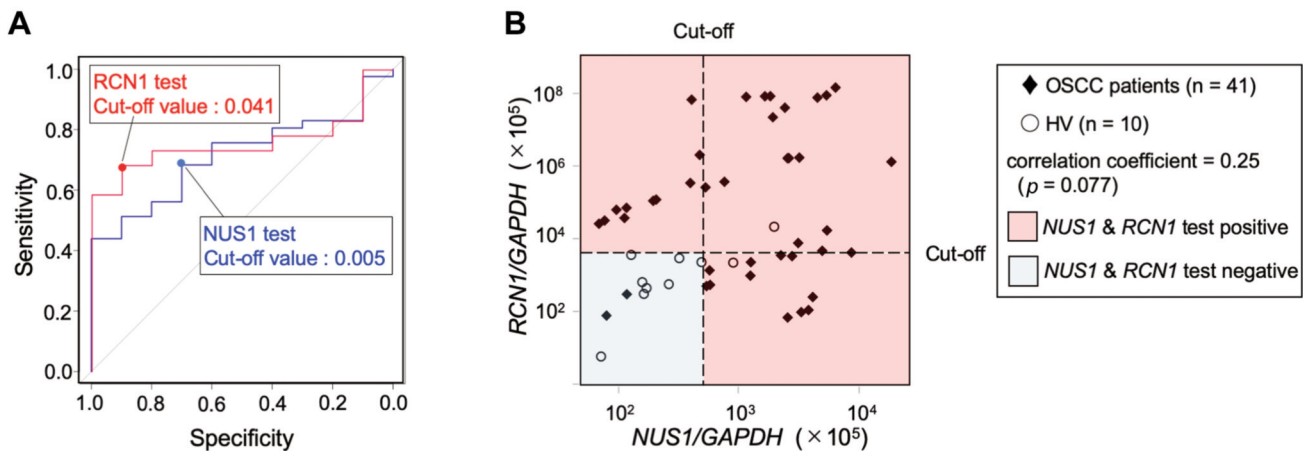 A
Sensitivity
1.0
0.8
0.6
0.4
0.2
0.0
RCN1 test
Cut-off value : 0.041
NUS1 test
Cut-off value : 0.005
1.0
0.8
0.6
0.4
0.2
0.0
Specificity
B
Cut-off
RCN1/GAPDH (×10⁵)
10⁸
10⁶
10⁴
10²
Cut-off
10²
10³
10⁴
NUS1/GAPDH (×10⁵)
OSCC patients (n = 41)
HV (n = 10)
correlation coefficient = 0.25
(p = 0.077)
NUS1 & RCN1 test positive
NUS1 & RCN1 test negative